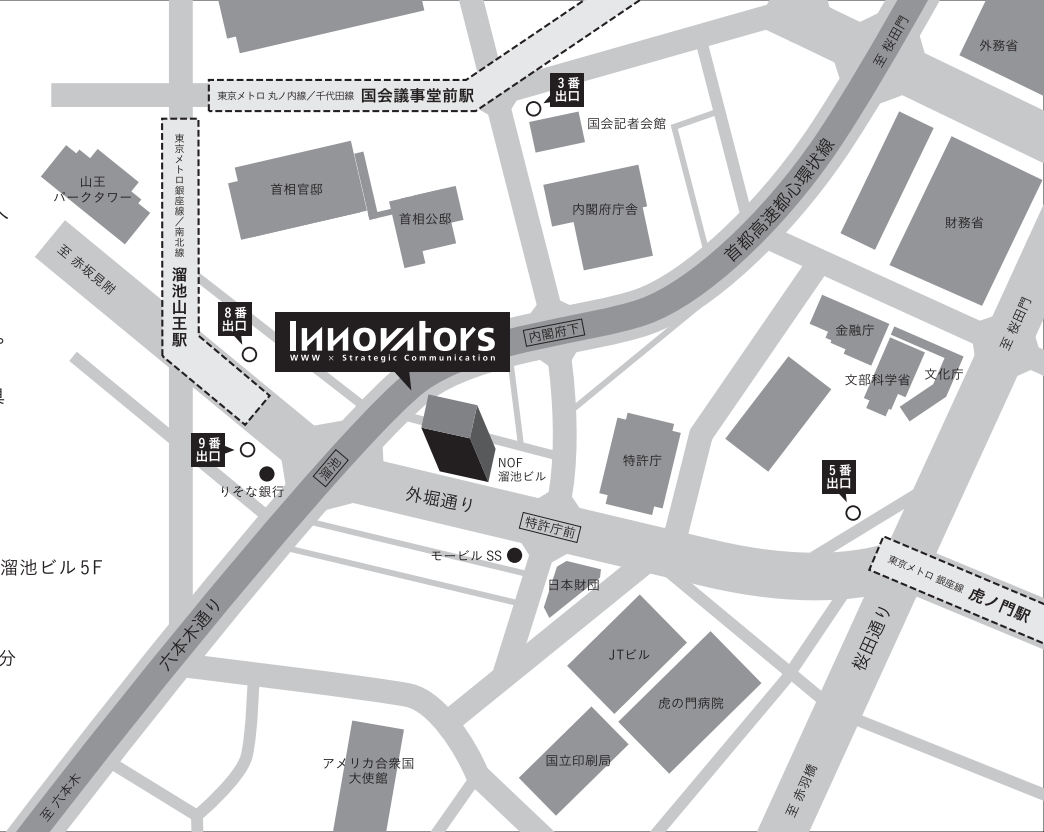 外務省
至 桜田門
3番
出口
東京メトロ 丸ノ内線／千代田線 国会議事堂前駅
国会記者会館
東京メトロ銀座線／南北線 溜池山王駅
山王
パークタワー
首相官邸
首相公邸
内閣府庁舎
首都高速都心環状線
財務省
至 赤坂見附
8番
出口
Innovators
WWW × Strategic Communication
内閣府下
金融庁
文部科学省
文化庁
至 桜田門
9番
出口
りそな銀行
溜池
NOF
溜池ビル
特許庁
5番
出口
外堀通り
特許庁前
モービル SS
日本財団
東京メトロ 銀座線 虎ノ門駅
溜池ビル5F
分
六本木通り
JTビル
虎の門病院
桜田通り
国立印刷局
アメリカ合衆国
大使館
至 六本木
至 赤羽橋